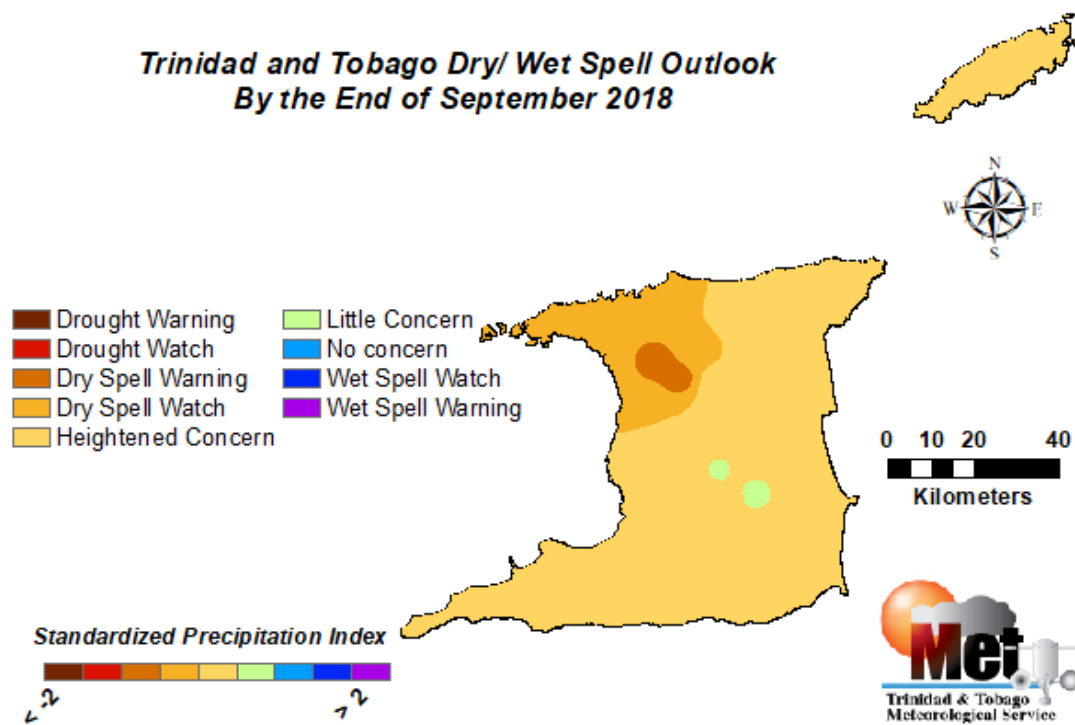 Trinidad and Tobago Dry/ Wet Spell Outlook
By the End of September 2018
N
W E
S
Drought Warning
Drought Watch
Dry Spell Warning
Dry Spell Watch
Heightened Concern
Little Concern
No concern
Wet Spell Watch
Wet Spell Warning
0 10 20 40
Kilometers
Standardized Precipitation Index
< -2
> 2
Met
Trinidad & Tobago
Meteorological Service